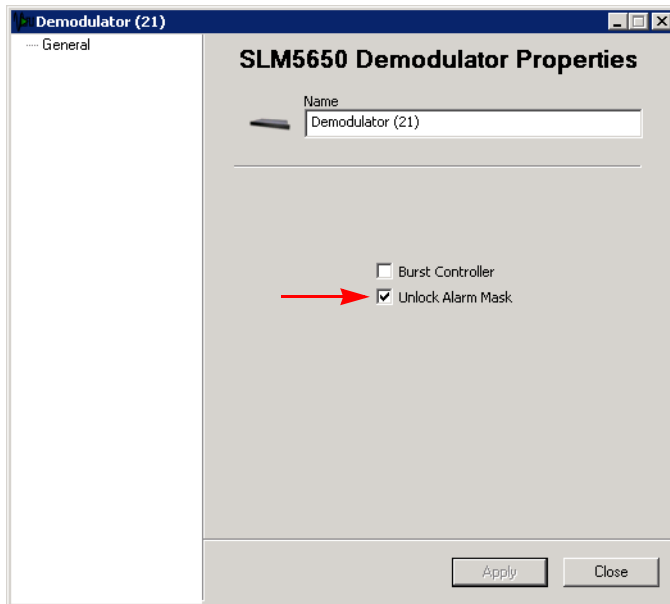 Demodulator (21)
General
SLM5650 Demodulator Properties
Name
Demodulator (21)
Burst Controller
Unlock Alarm Mask
Apply
Close